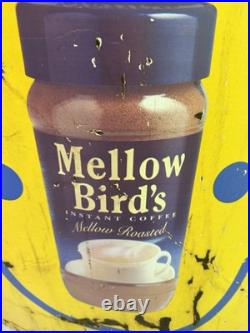 Mellow
Bird's
INSTANT COFFEE
Mellow Roasted